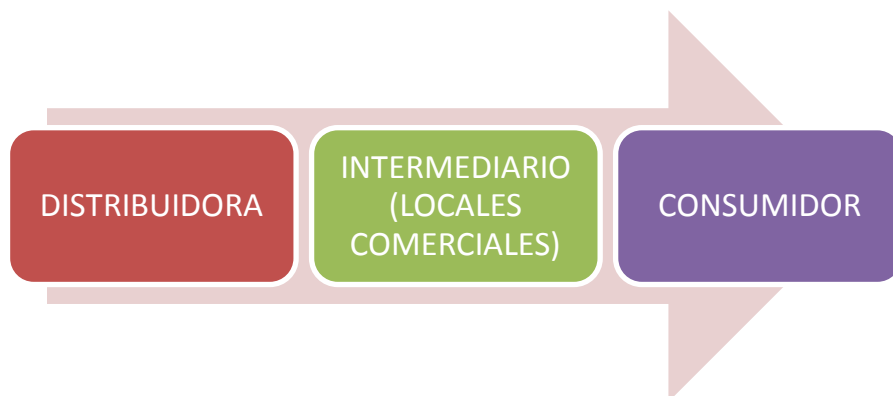 DISTRIBUIDORA
INTERMEDIARIO
(LOCALES
COMERCIALES)
CONSUMIDOR